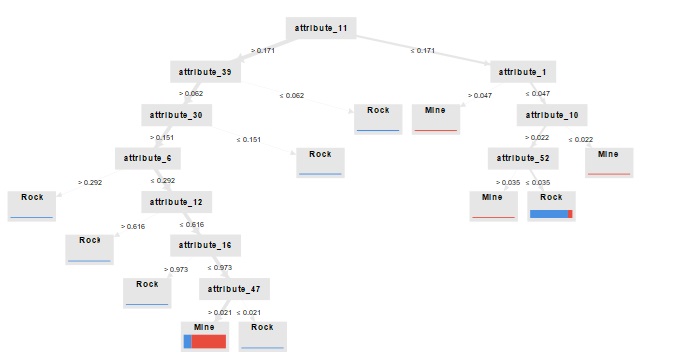 attribute_11
> 0.171 ≤ 0.171
attribute_39 attribute_1
> 0.062 ≤ 0.062 > 0.047 ≤ 0.047
attribute_30 Rock Mine attribute_10
> 0.151 ≤ 0.151 > 0.022 ≤ 0.022
attribute_6 Rock attribute_52 Mine
> 0.292 ≤ 0.292 > 0.035 ≤ 0.035
Rock attribute_12 Mine Rock
> 0.616 ≤ 0.616
Rock attribute_16
> 0.973 ≤ 0.973
Rock attribute_47
> 0.021 ≤ 0.021
Mine Rock